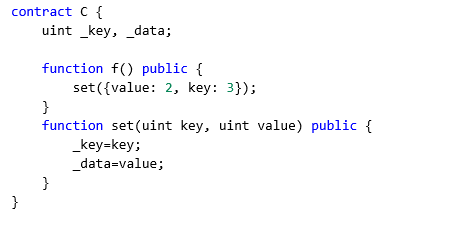 contract C {
    uint _key, _data;

    function f() public {
        set({value: 2, key: 3});
    }
    function set(uint key, uint value) public {
        _key=key;
        _data=value;
    }
}